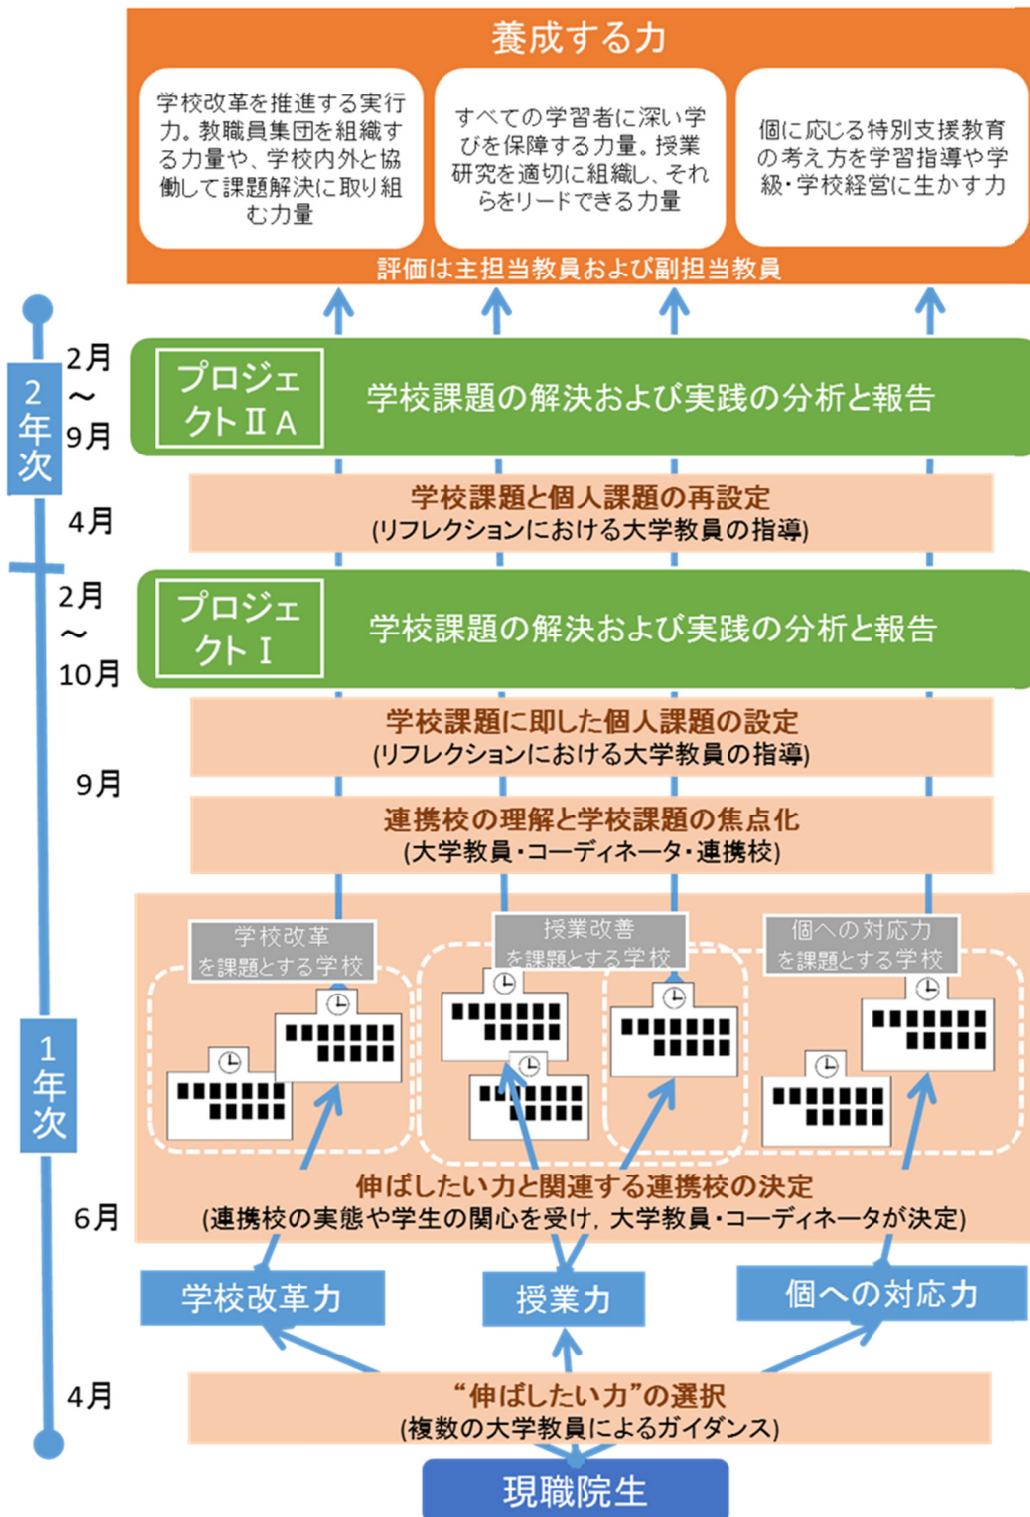 養成する力
学校改革を推進する実行
力。教職員集団を組織す
る力量や、学校内外と協
働して課題解決に取り組
む力量
すべての学習者に深い学
びを保障する力量。授業
研究を適切に組織し、それ
らをリードできる力量
個に応じる特別支援教育
の考え方を学習指導や学
級・学校経営に生かす力
評価は主担当教員および副担当教員
2年次
2月
～
9月
プロジェ
クトⅡA
学校課題の解決および実践の分析と報告
4月
学校課題と個人課題の再設定
(リフレクションにおける大学教員の指導)
2月
～
10月
プロジェ
クトⅠ
学校課題の解決および実践の分析と報告
学校課題に即した個人課題の設定
(リフレクションにおける大学教員の指導)
9月
連携校の理解と学校課題の焦点化
(大学教員・コーディネータ・連携校)
学校改革
を課題とする学校
授業改善
を課題とする学校
個への対応力
を課題とする学校
1年次
伸ばしたい力と関連する連携校の決定
6月
(連携校の実態や学生の関心を受け，大学教員・コーディネータが決定)
学校改革力
授業力
個への対応力
4月
“伸ばしたい力”の選択
(複数の大学教員によるガイダンス)
現職院生